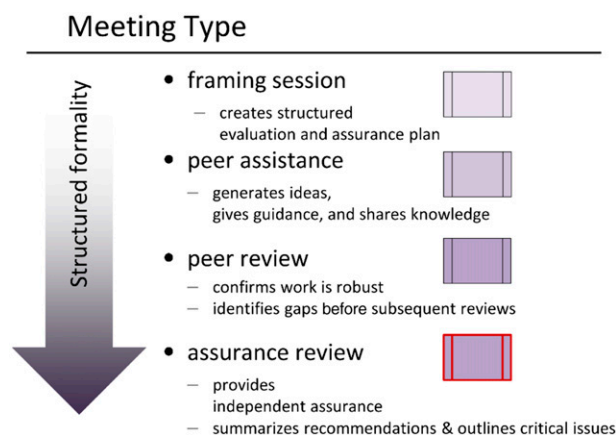 Meeting Type
Structured formality
• framing session
– creates structured
evaluation and assurance plan
• peer assistance
– generates ideas,
gives guidance, and shares knowledge
• peer review
– confirms work is robust
– identifies gaps before subsequent reviews
• assurance review
– provides
independent assurance
– summarizes recommendations & outlines critical issues